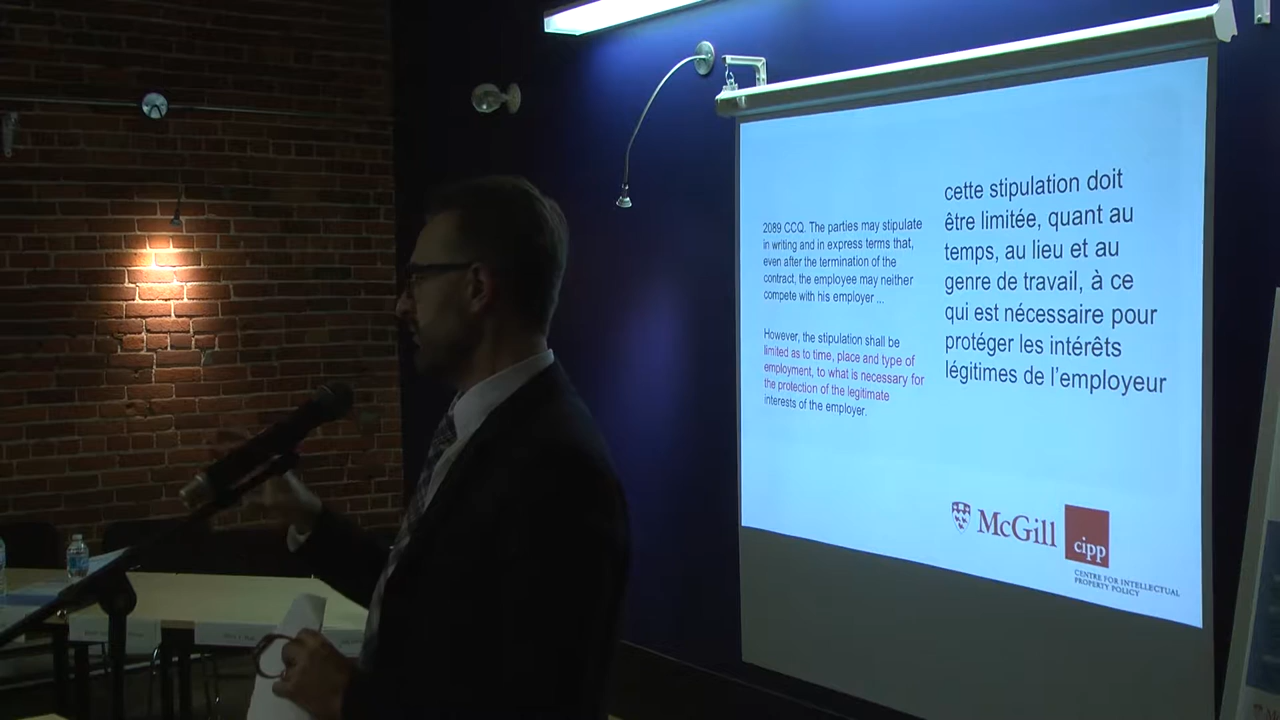 2089 CCQ. The parties may stipulate
in writing and in express terms that,
even after the termination of the
contract, the employee may neither
compete with his employer ...
However, the stipulation shall be
limited as to time, place and type of
employment, to what is necessary for
the protection of the legitimate
interests of the employer.
cette stipulation doit
être limitée, quant au
temps, au lieu et au
genre de travail, à ce
qui est nécessaire pour
protéger les intérêts
légitimes de l'employeur
McGill
cipp
CENTRE FOR INTELLECTUAL
PROPERTY POLICY